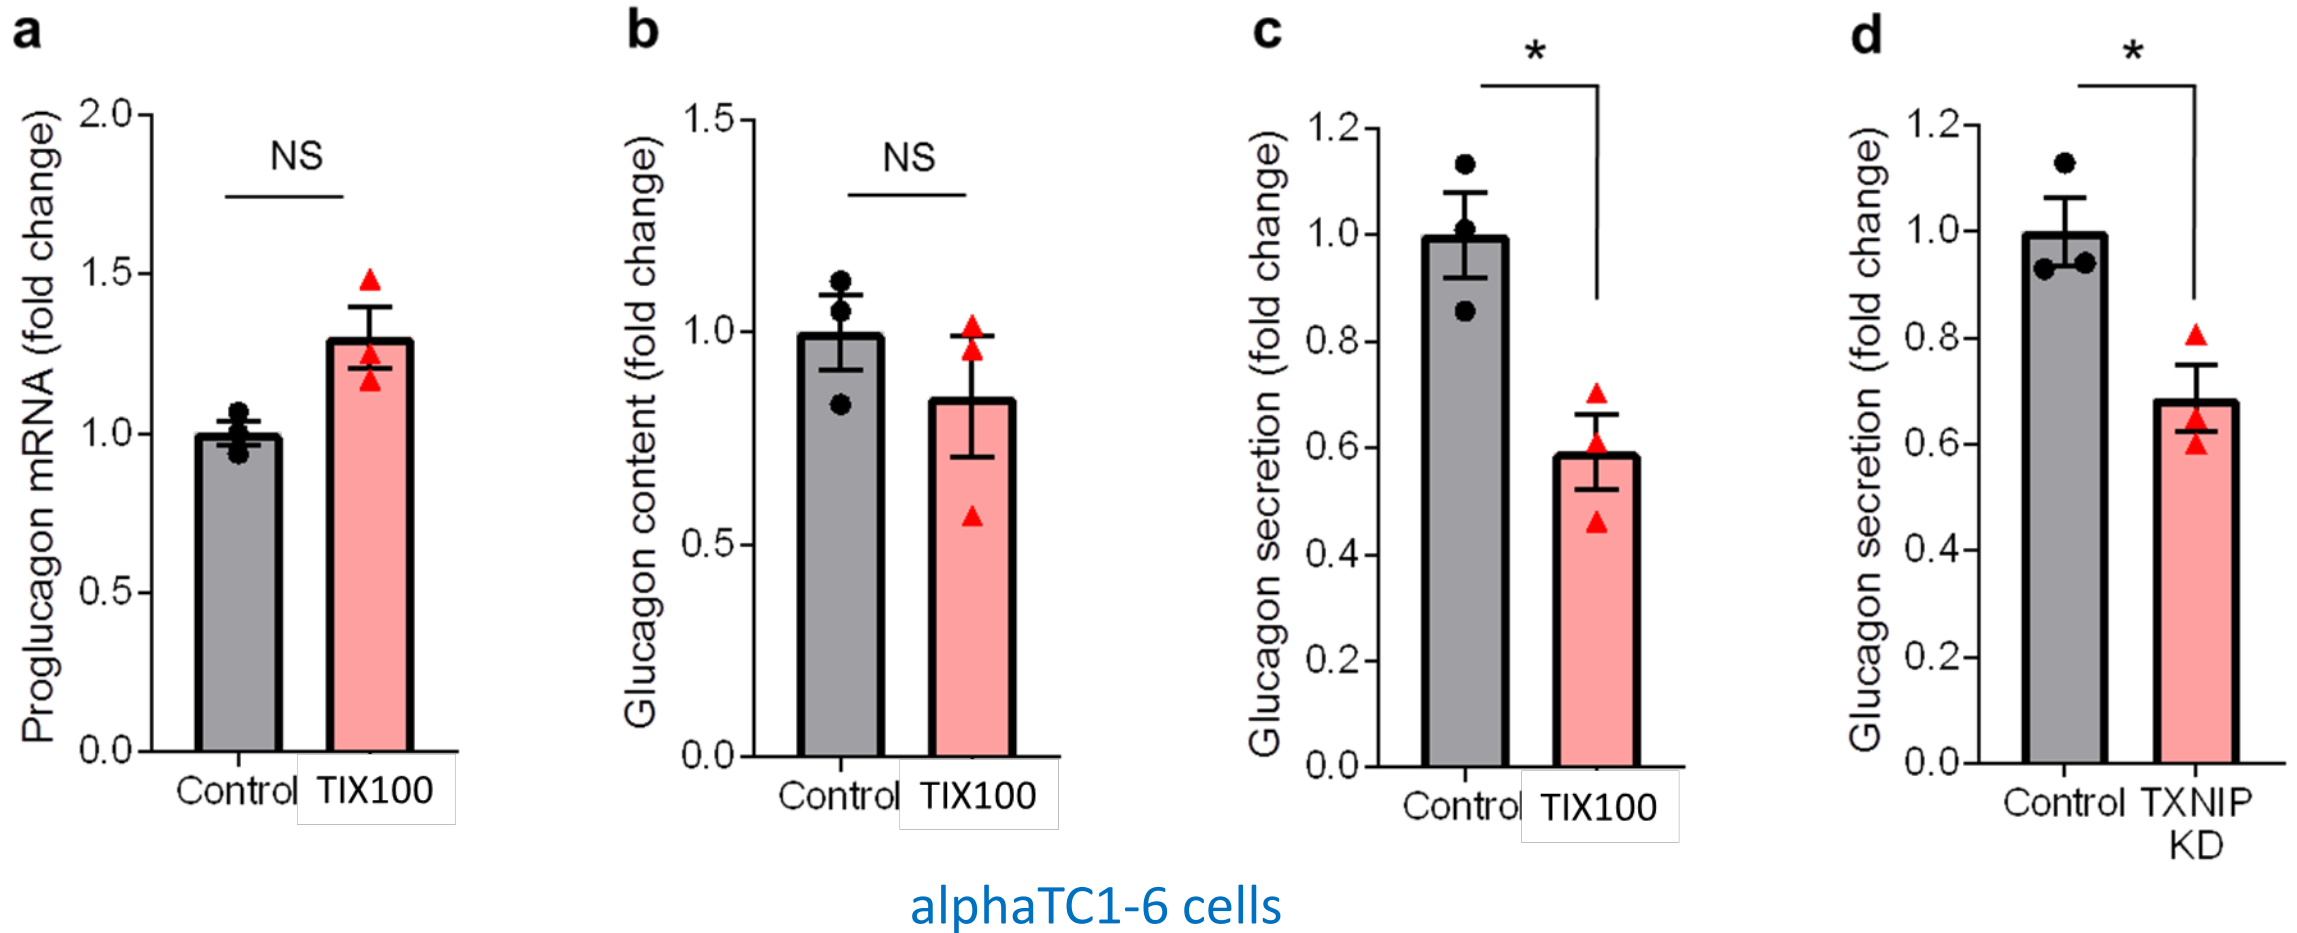 a
Proglucagon mRNA (fold change)
2.0
1.5
1.0
0.5
0.0
NS
Control
TIX100
b
Glucagon content (fold change)
1.5
1.0
0.5
0.0
NS
Control
TIX100
c
Glucagon secretion (fold change)
1.2
1.0
0.8
0.6
0.4
0.2
0.0
*
Control
TIX100
d
Glucagon secretion (fold change)
1.2
1.0
0.8
0.6
0.4
0.2
0.0
*
Control
TXNIP
KD
alphaTC1-6 cells